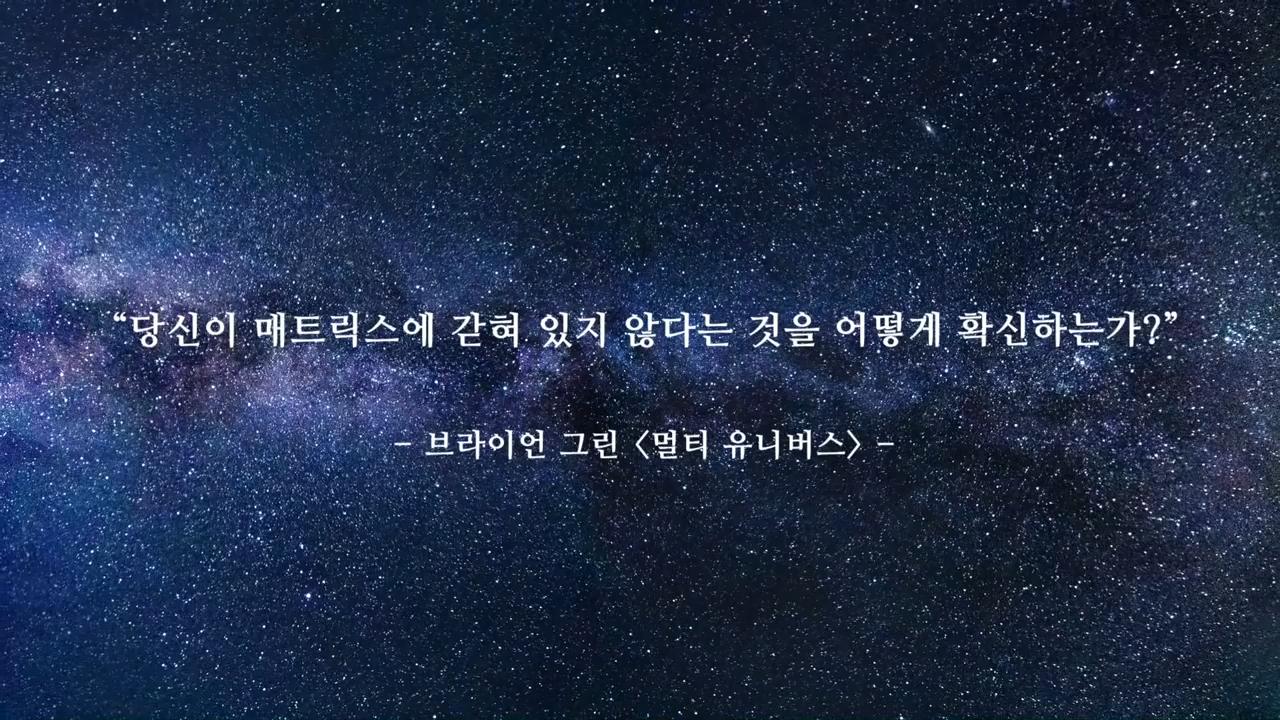 “당신이 매트릭스에 갇혀 있지 않다는 것을 어떻게 확신하는가?”
- 브라이언 그린 <멀티 유니버스> -